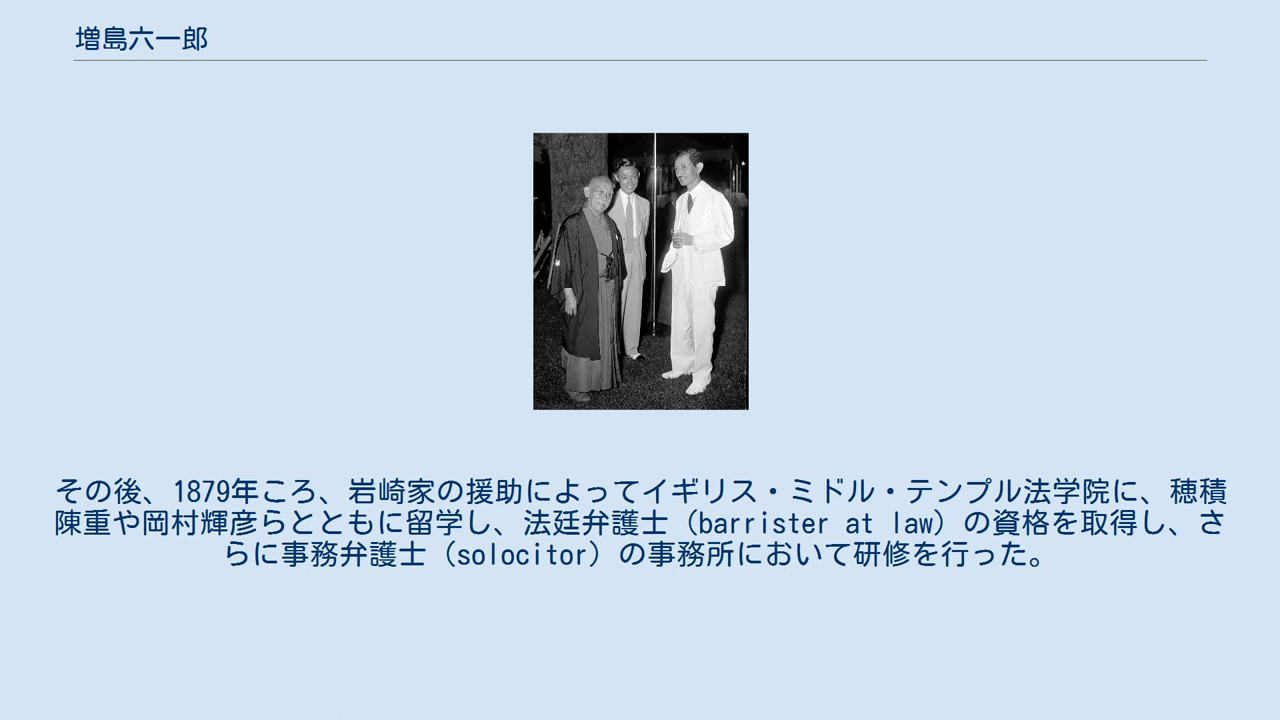 増島六一郎
その後、1879年ころ、岩崎家の援助によってイギリス・ミドル・テンプル法学院に、穂積
陳重や岡村輝彦らとともに留学し、法廷弁護士（barrister at law）の資格を取得し、さ
らに事務弁護士（solocitor）の事務所において研修を行った。